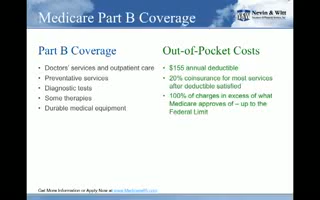 Medicare Part B Coverage
Nevin & Witt
Part B Coverage
• Doctors' services and outpatient care
• Preventative services
• Diagnostic tests
• Some therapies
• Durable medical equipment
Out-of-Pocket Costs
• $155 annual deductible
• 20% coinsurance for most services
after deductible satisfied
• 100% of charges in excess of what
Medicare approves of – up to the
Federal Limit
Get More Information or Apply Now at